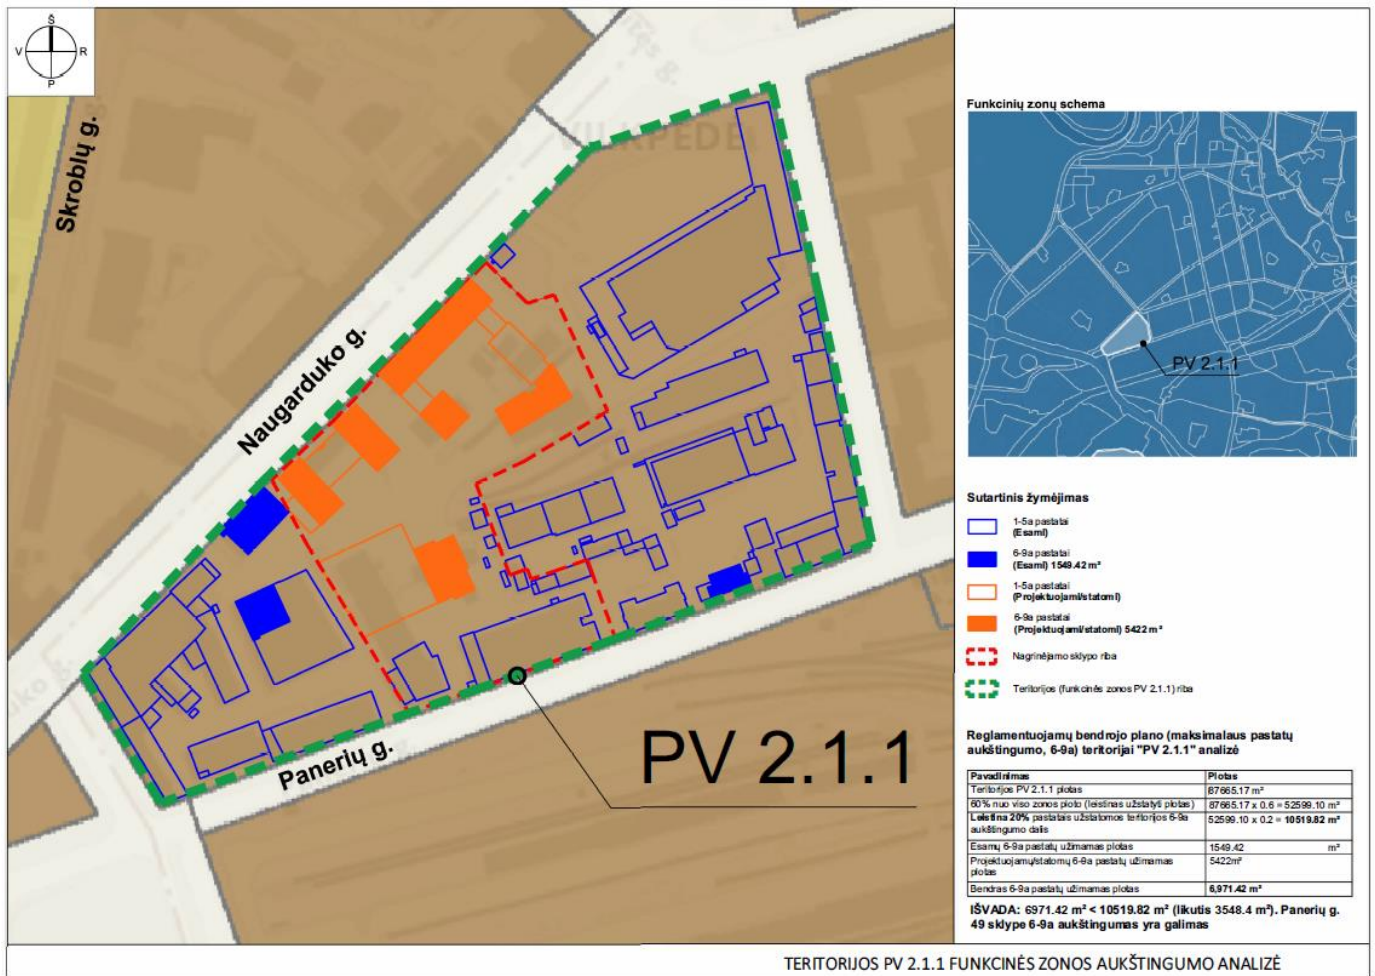 Š
V
R
P
Skroblų g.
Naugarduko g.
VILKPĖDĖ
Panerių g.
PV 2.1.1
Funkcinių zonų schema
PV 2.1.1
Sutartinis žymėjimas
1-5a pastatai
(Esami)
6-9a pastatai
(Esami) 1549.42 m²
1-5a pastatai
(Projektuojami/statomi)
6-9a pastatai
(Projektuojami/statomi) 5422 m²
Nagrinėjamo sklypo riba
Teritorijos (funkcinės zonos PV 2.1.1) riba
Reglamentuojamų bendrojo plano (maksimalaus pastatų
aukštingumo, 6-9a) teritorijai "PV 2.1.1" analizė
Pavadinimas Plotas
Teritorijos PV 2.1.1 plotas 87665.17 m²
60% nuo viso zonos ploto (leistinas užstatyti plotas) 87665.17 x 0.6 = 52599.10 m²
Leistina 20% pastatais užstatomos teritorijos 6-9a 52599.10 x 0.2 = 10519.82 m²
aukštingumo dalis
Esamų 6-9a pastatų užimamas plotas 1549.42 m²
Projektuojamų/statomų 6-9a pastatų užimamas 5422m²
plotas
Bendras 6-9a pastatų užimamas plotas 6,971.42 m²
IŠVADA: 6971.42 m² < 10519.82 m² (likutis 3548.4 m²). Panerių g.
49 sklype 6-9a aukštingumas yra galimas
TERITORIJOS PV 2.1.1 FUNKCINĖS ZONOS AUKŠTINGUMO ANALIZĖ